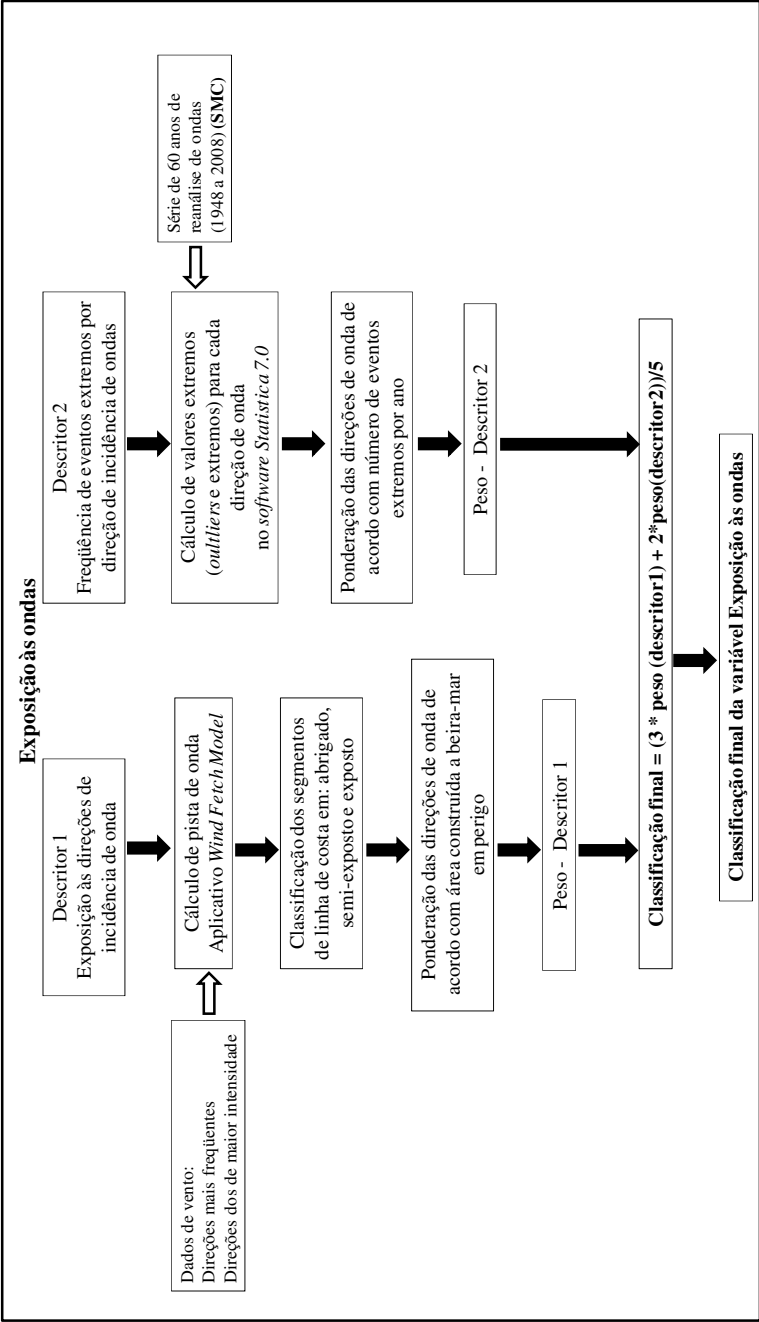 Exposição às ondas
Descritor 1
Exposição às direções de
incidência de onda
Dados de vento:
Direções mais freqüentes
Direções dos de maior intensidade
Cálculo de pista de onda
Aplicativo Wind Fetch Model
Classificação dos segmentos
de linha de costa em: abrigado,
semi-exposto e exposto
Ponderação das direções de onda de
acordo com área construída a beira-mar
em perigo
Peso - Descritor 1
Descritor 2
Freqüência de eventos extremos por
direção de incidência de ondas
Série de 60 anos de
reanálise de ondas
(1948 a 2008) (SMC)
Cálculo de valores extremos
(oultliers e extremos) para cada
direção de onda
no software Statistica 7.0
Ponderação das direções de onda de
acordo com número de eventos
extremos por ano
Peso - Descritor 2
Classificação final = (3 * peso (descritor1) + 2*peso(descritor2))/5
Classificação final da variável Exposição às ondas